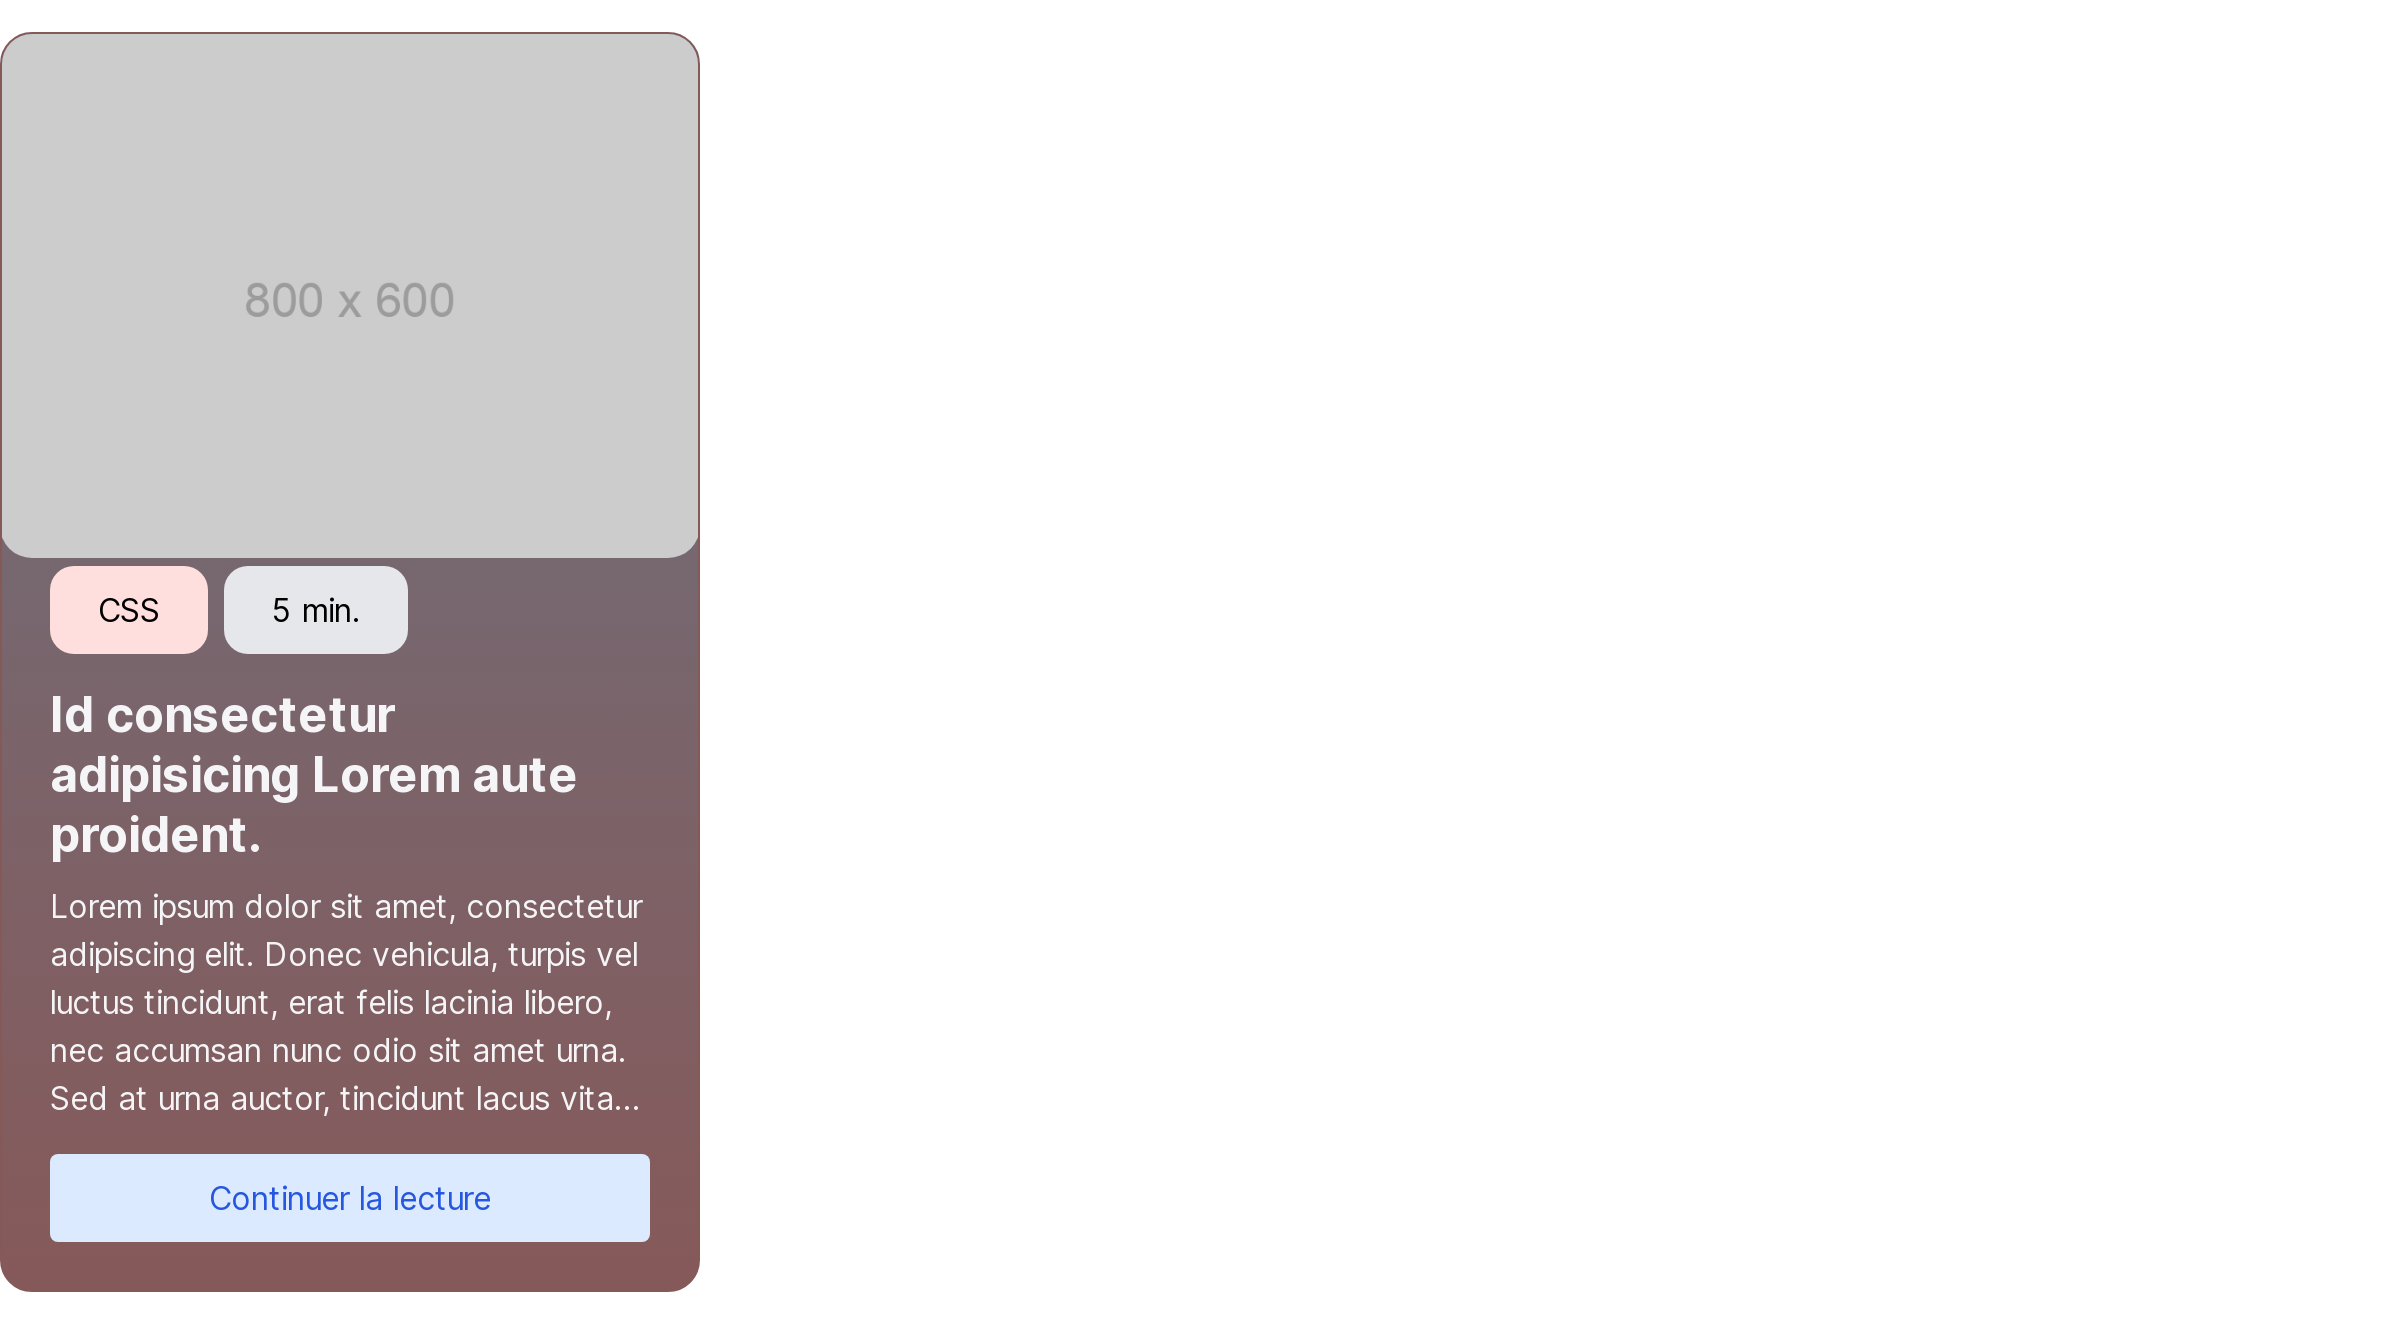 800 x 600
CSS
5 min.
Id consectetur
adipisicing Lorem aute
proident.
Lorem ipsum dolor sit amet, consectetur
adipiscing elit. Donec vehicula, turpis vel
luctus tincidunt, erat felis lacinia libero,
nec accumsan nunc odio sit amet urna.
Sed at urna auctor, tincidunt lacus vita…
Continuer la lecture